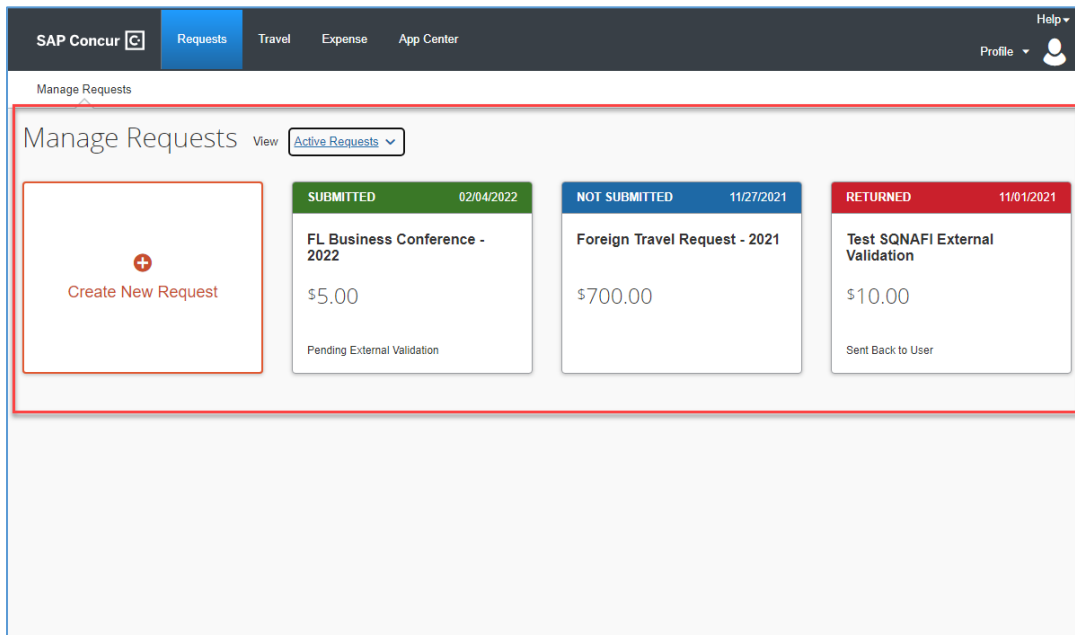 Help
SAP Concur
Requests
Travel
Expense
App Center
Profile
Manage Requests
Manage Requests View Active Requests
Create New Request
SUBMITTED 02/04/2022
FL Business Conference -
2022
$5.00
Pending External Validation
NOT SUBMITTED 11/27/2021
Foreign Travel Request - 2021
$700.00
RETURNED 11/01/2021
Test SQNAFI External
Validation
$10.00
Sent Back to User